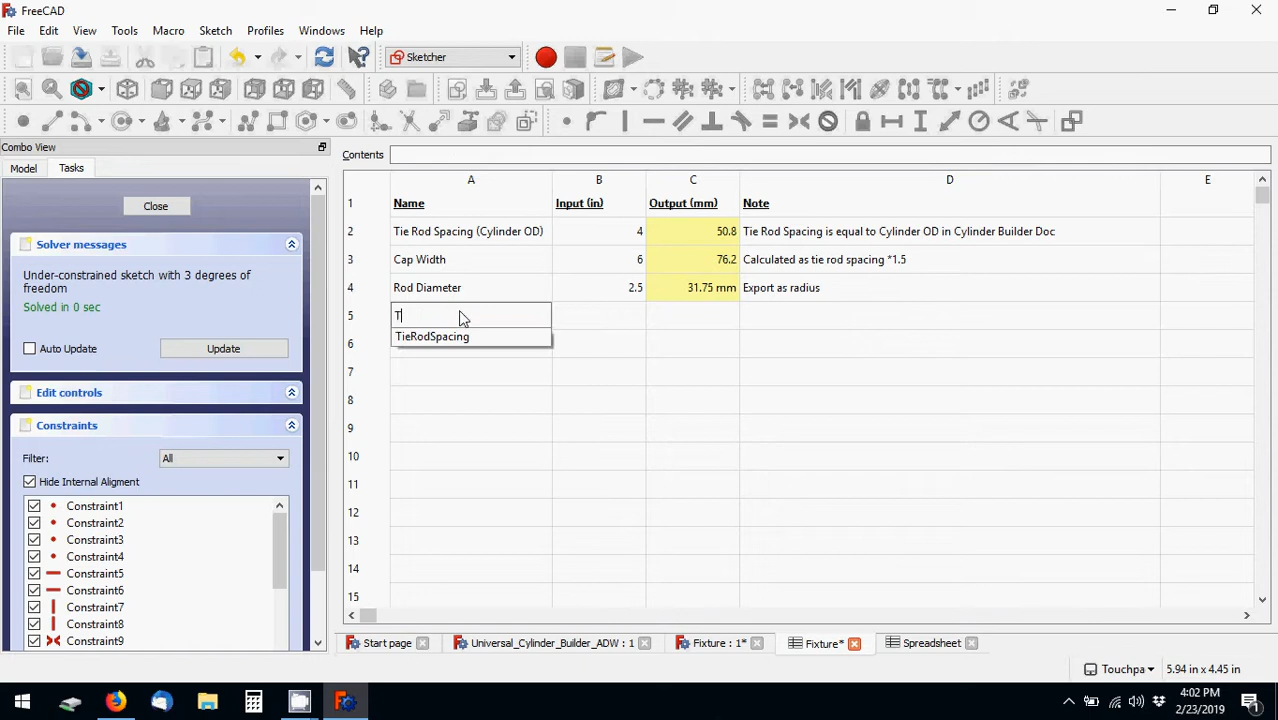 FreeCAD
File Edit View Tools Macro Sketch Profiles Windows Help
Sketcher
Combo View
Model Tasks
Close
Solver messages
Under-constrained sketch with 3 degrees of
freedom
Solved in 0 sec
Auto Update Update
Edit controls
Constraints
Filter: All
Hide Internal Aligment
Constraint1
Constraint2
Constraint3
Constraint4
Constraint5
Constraint6
Constraint7
Constraint8
Constraint9
Contents
A B C D E
1 Name Input (in) Output (mm) Note
2 Tie Rod Spacing (Cylinder OD) 4 50.8 Tie Rod Spacing is equal to Cylinder OD in Cylinder Builder Doc
3 Cap Width 6 76.2 Calculated as tie rod spacing *1.5
4 Rod Diameter 2.5 31.75 mm Export as radius
5 T
TieRodSpacing
6
7
8
9
10
11
12
13
14
15
Start page Universal_Cylinder_Builder_ADW : 1 Fixture : 1* Fixture* Spreadsheet
Touchpa 5.94 in x 4.45 in
4:02 PM
2/23/2019
1